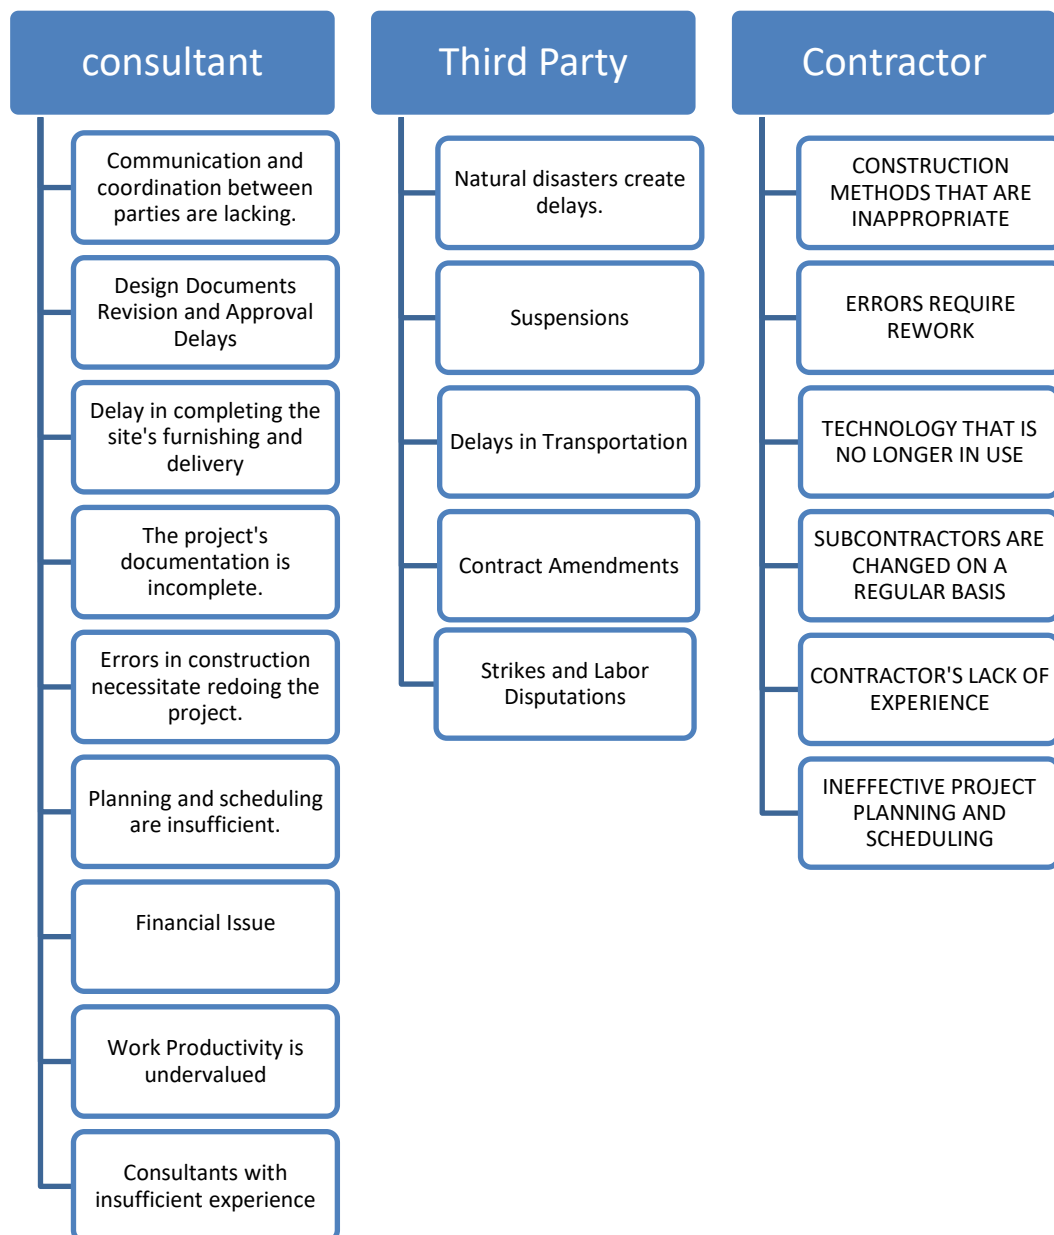 consultant
Communication and
coordination between
parties are lacking.
Design Documents
Revision and Approval
Delays
Delay in completing the
site's furnishing and
delivery
The project's
documentation is
incomplete.
Errors in construction
necessitate redoing the
project.
Planning and scheduling
are insufficient.
Financial Issue
Work Productivity is
undervalued
Consultants with
insufficient experience
Third Party
Natural disasters create
delays.
Suspensions
Delays in Transportation
Contract Amendments
Strikes and Labor
Disputations
Contractor
CONSTRUCTION
METHODS THAT ARE
INAPPROPRIATE
ERRORS REQUIRE
REWORK
TECHNOLOGY THAT IS
NO LONGER IN USE
SUBCONTRACTORS ARE
CHANGED ON A
REGULAR BASIS
CONTRACTOR'S LACK OF
EXPERIENCE
INEFFECTIVE PROJECT
PLANNING AND
SCHEDULING